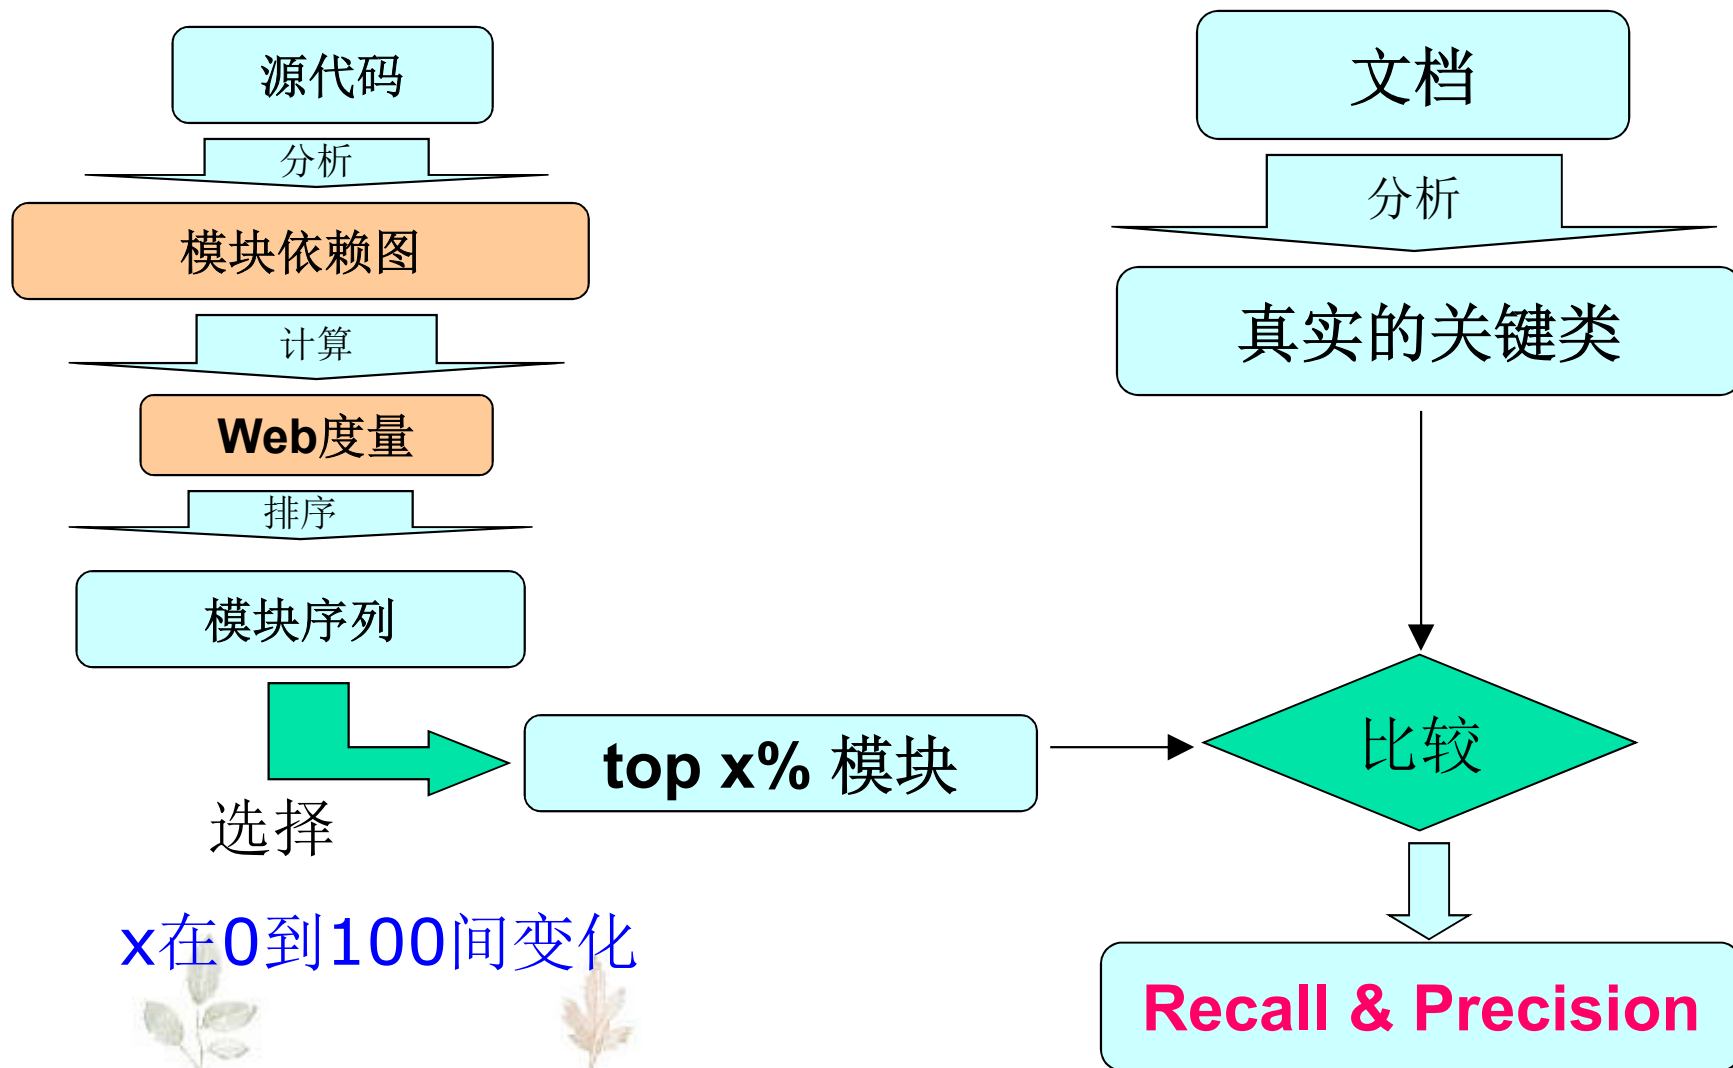 源代码
分析
模块依赖图
计算
Web度量
排序
模块序列
选择
x在0到100间变化
top x% 模块
文档
分析
真实的关键类
比较
Recall & Precision